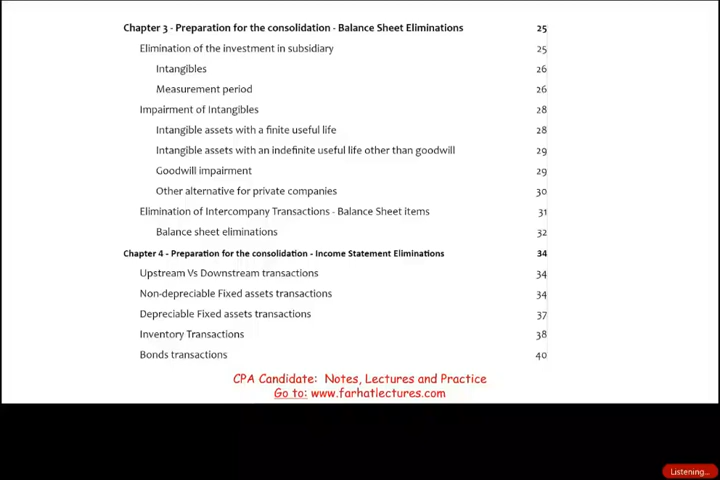 Chapter 3 - Preparation for the consolidation - Balance Sheet Eliminations 25
Elimination of the investment in subsidiary 25
Intangibles 26
Measurement period 26
Impairment of Intangibles 28
Intangible assets with a finite useful life 28
Intangible assets with an indefinite useful life other than goodwill 29
Goodwill impairment 29
Other alternative for private companies 30
Elimination of Intercompany Transactions - Balance Sheet items 31
Balance sheet eliminations 32
Chapter 4 - Preparation for the consolidation - Income Statement Eliminations 34
Upstream Vs Downstream transactions 34
Non-depreciable Fixed assets transactions 34
Depreciable Fixed assets transactions 37
Inventory Transactions 38
Bonds transactions 40
CPA Candidate: Notes, Lectures and Practice
Go to: www.farhatlectures.com
Listening...